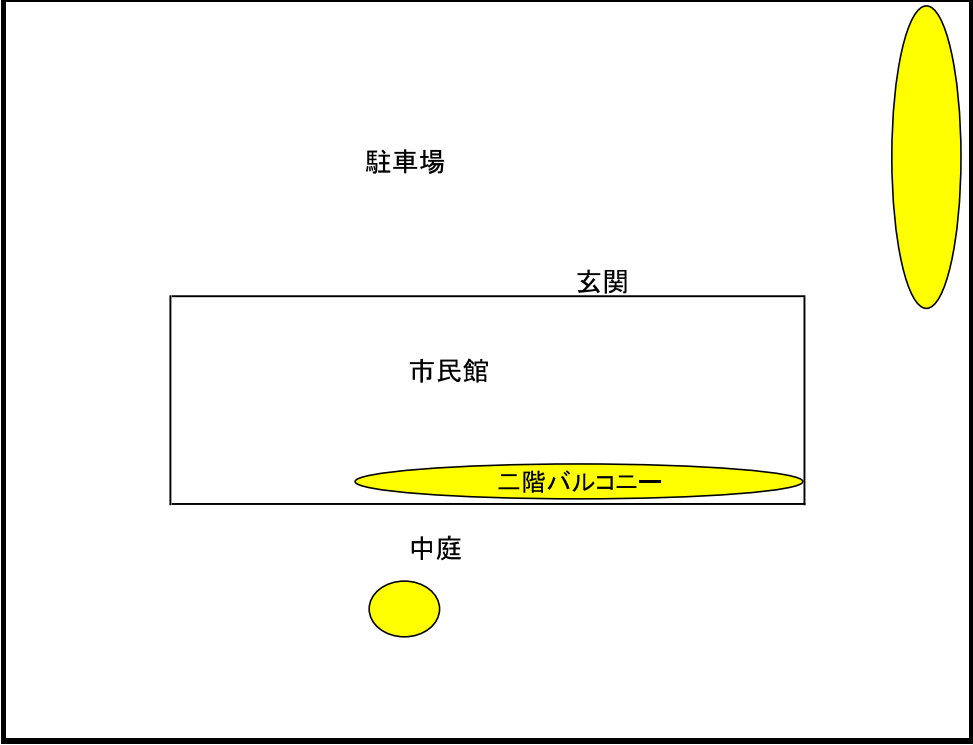 駐車場
玄関
市民館
二階バルコニー
中庭